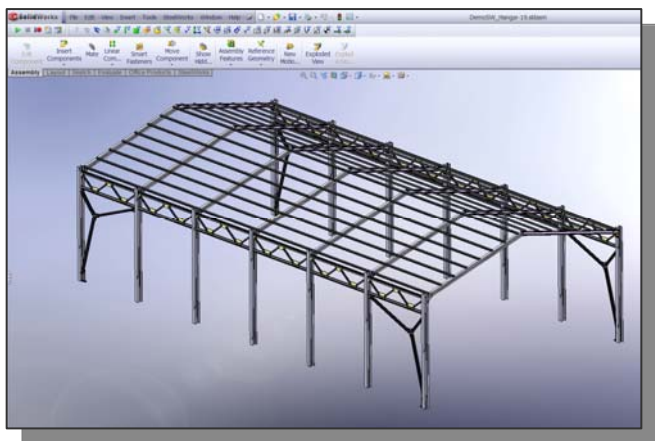 SolidWorks File Edit View Insert Tools SteelWorks Window Help DemoSW_Hangar-19.sldasm
Edit Component Insert Components Mate Linear Com... Smart Fasteners Move Component Show Hidd... Assembly Features Reference Geometry New Motio... Exploded View
Assembly Layout Sketch Evaluate Office Products SteelWorks